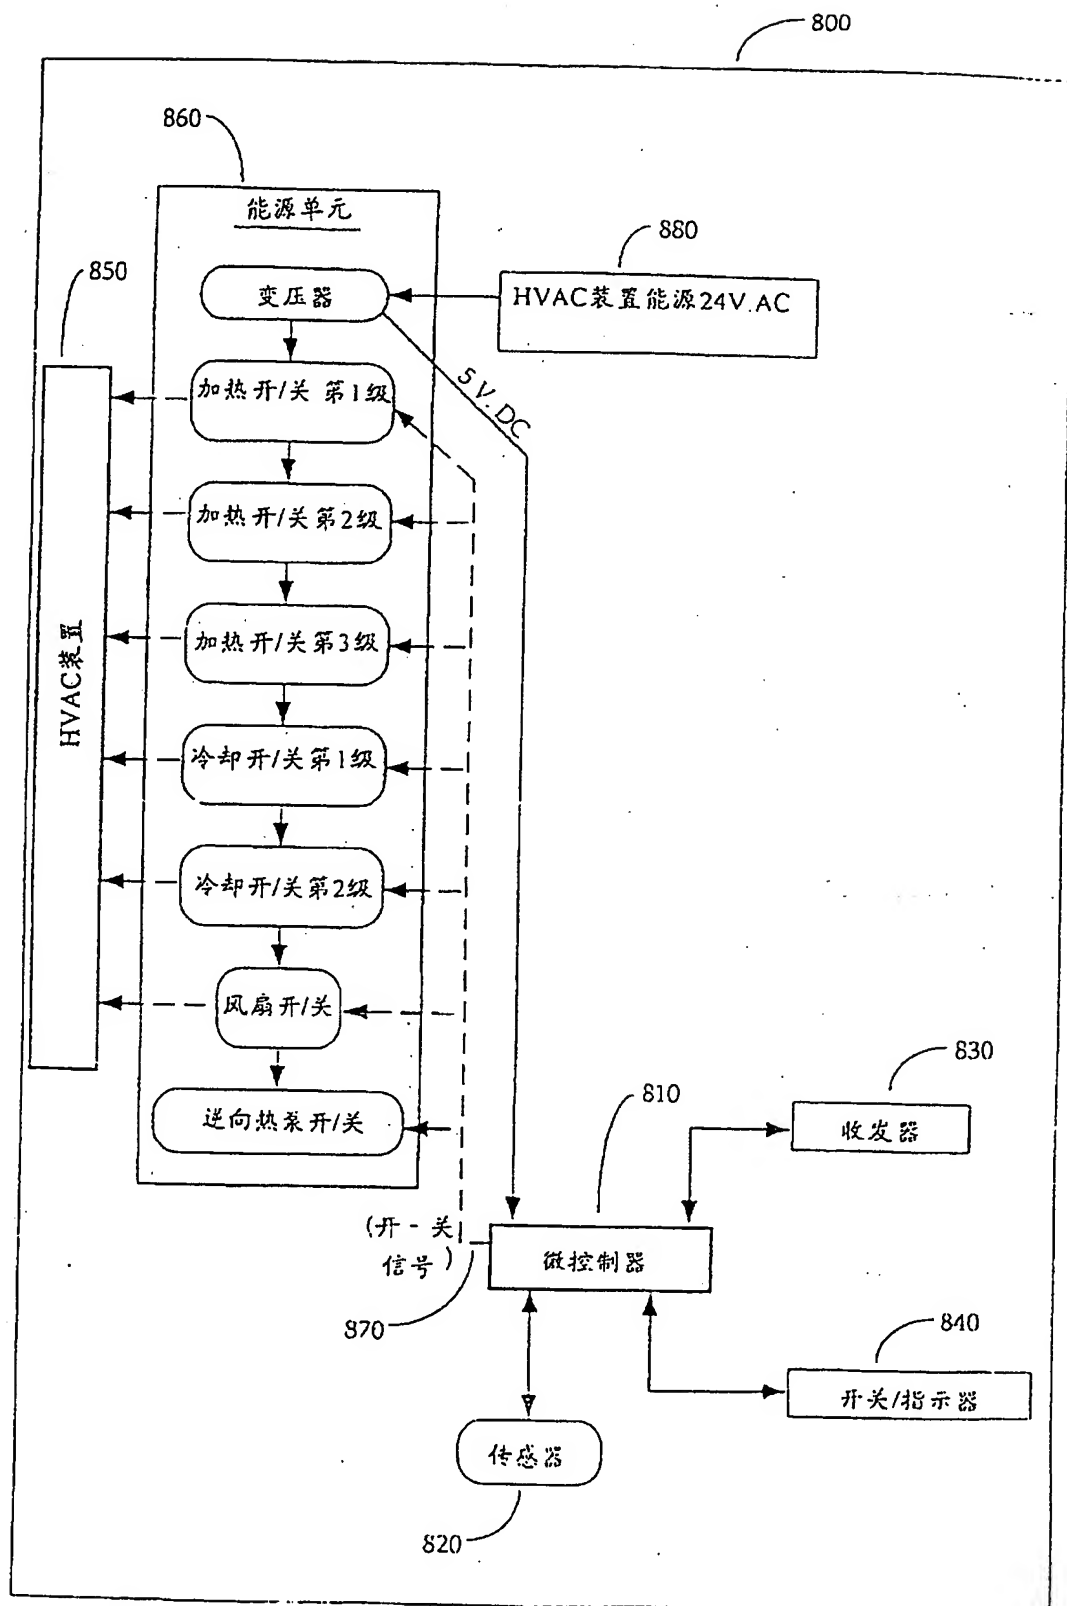 800
860
能源单元
880
850
变压器
HVAC装置能源24V.AC
加热开/关 第1级
5V.DC
加热开/关第2级
加热开/关第3级
HVAC装置
冷却开/关第1级
冷却开/关第2级
风扇开/关
830
810
逆向热泵开/关
收发器
(开-关
信号)
微控制器
870
840
开关/指示器
传感器
820